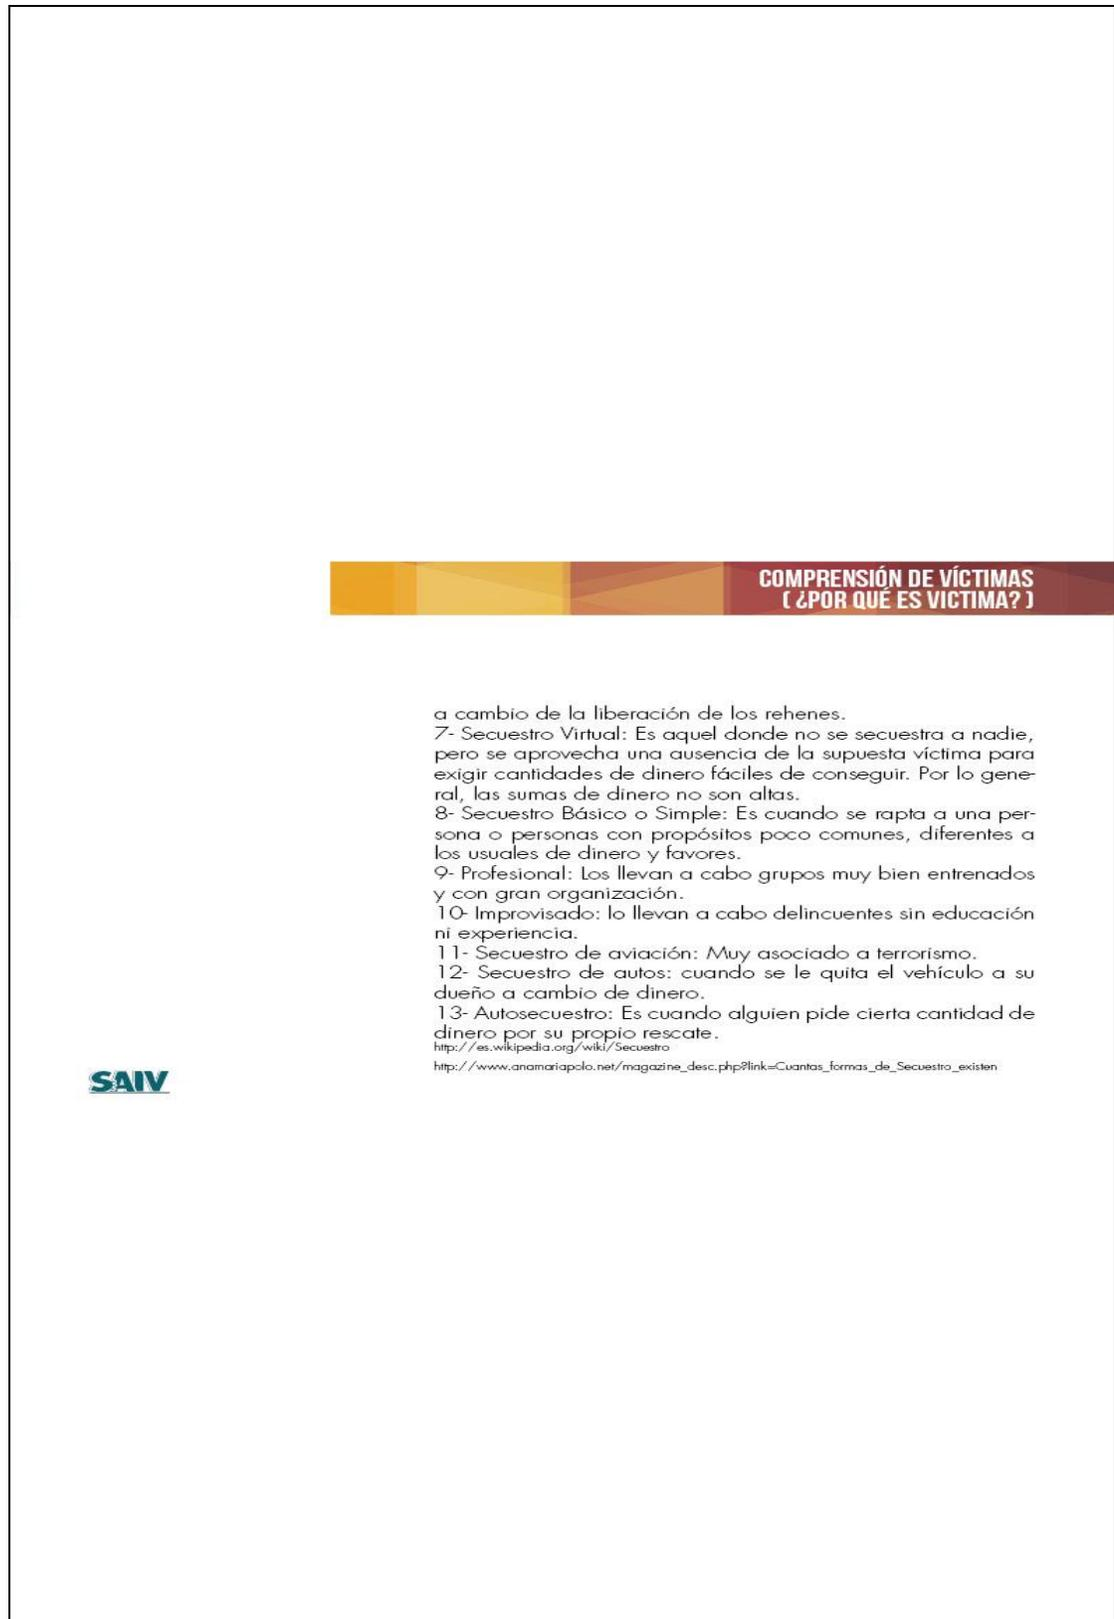 COMPRENSIÓN DE VÍCTIMAS
( ¿POR QUÉ ES VICTIMA? )
a cambio de la liberación de los rehenes.
7- Secuestro Virtual: Es aquel donde no se secuestra a nadie,
pero se aprovecha una ausencia de la supuesta víctima para
exigir cantidades de dinero fáciles de conseguir. Por lo gene-
ral, las sumas de dinero no son altas.
8- Secuestro Básico o Simple: Es cuando se rapta a una per-
sona o personas con propósitos poco comunes, diferentes a
los usuales de dinero y favores.
9- Profesional: Los llevan a cabo grupos muy bien entrenados
y con gran organización.
10- Improvisado: lo llevan a cabo delincuentes sin educación
ni experiencia.
11- Secuestro de aviación: Muy asociado a terrorismo.
12- Secuestro de autos: cuando se le quita el vehículo a su
dueño a cambio de dinero.
13- Autosecuestro: Es cuando alguien pide cierta cantidad de
dinero por su propio rescate.
http://es.wikipedia.org/wiki/Secuestro
http://www.anamariapolo.net/magazine_desc.php?link=Cuantas_formas_de_Secuestro_existen
SAIV